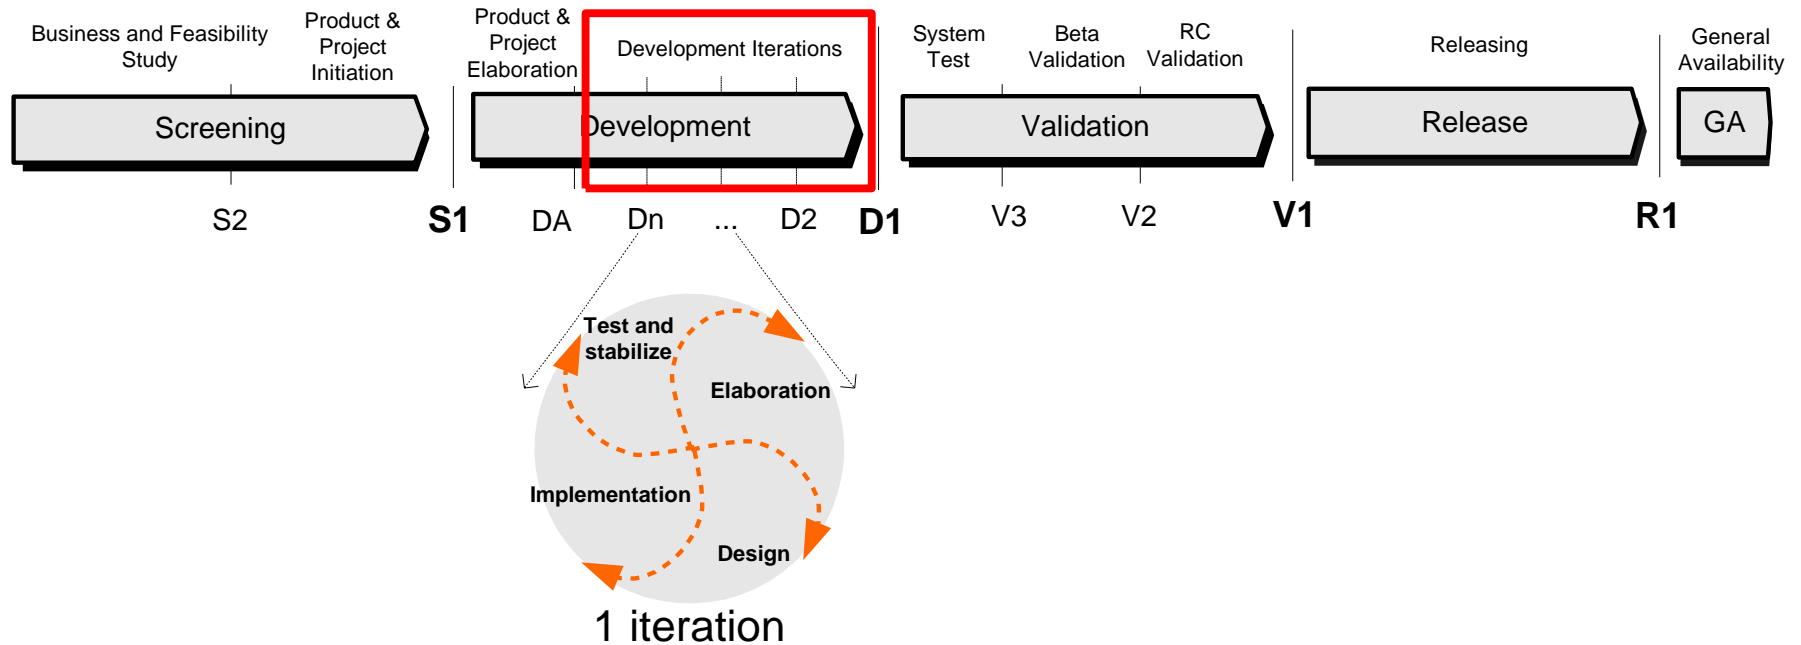 Business and Feasibility
Study
Product &
Project
Initiation
Product &
Project
Elaboration
Development Iterations
System
Test
Beta
Validation
RC
Validation
Releasing
General
Availability
Screening
Development
Validation
Release
GA
S2
S1
DA
Dn
...
D2
D1
V3
V2
V1
R1
Test and
stabilize
Elaboration
Implementation
Design
1 iteration